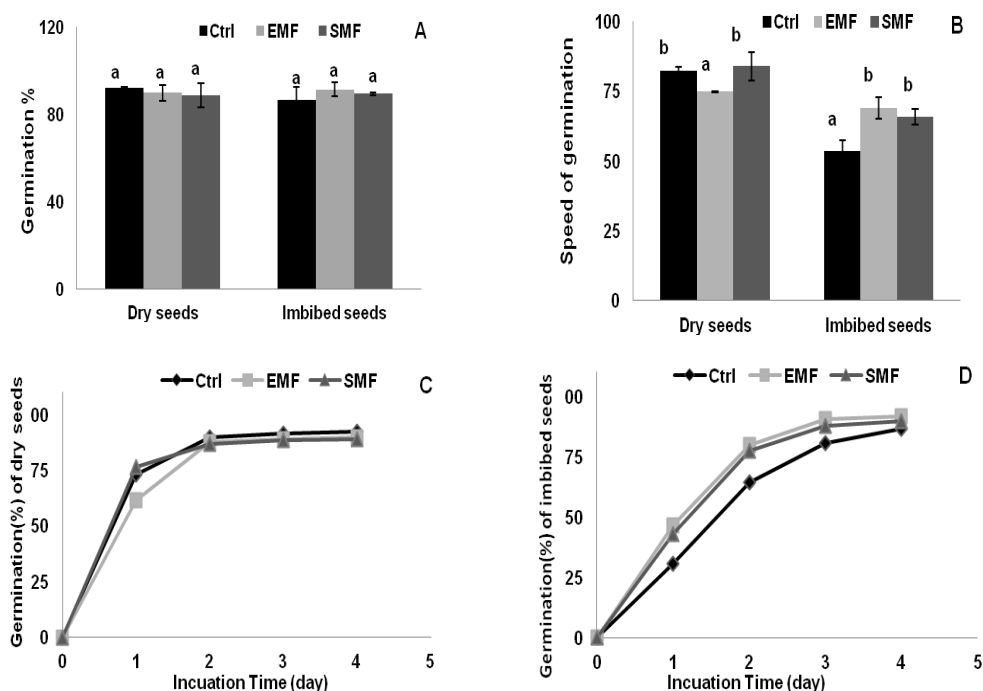 120
Ctrl EMF SMF
A
Germination %
80
40
0
a a a a a a
Dry seeds Imbibed seeds
100
Ctrl EMF SMF
B
Speed of germination
75
50
25
0
b a b a b b
Dry seeds Imbibed seeds
Ctrl EMF SMF
C
Germination(%) of dry seeds
00
75
50
25
0
0 1 2 3 4 5
Incuation Time (day)
Ctrl EMF SMF
D
Germination(%) of imbibed seeds
00
75
50
25
0
0 1 2 3 4 5
Incuation Time (day)